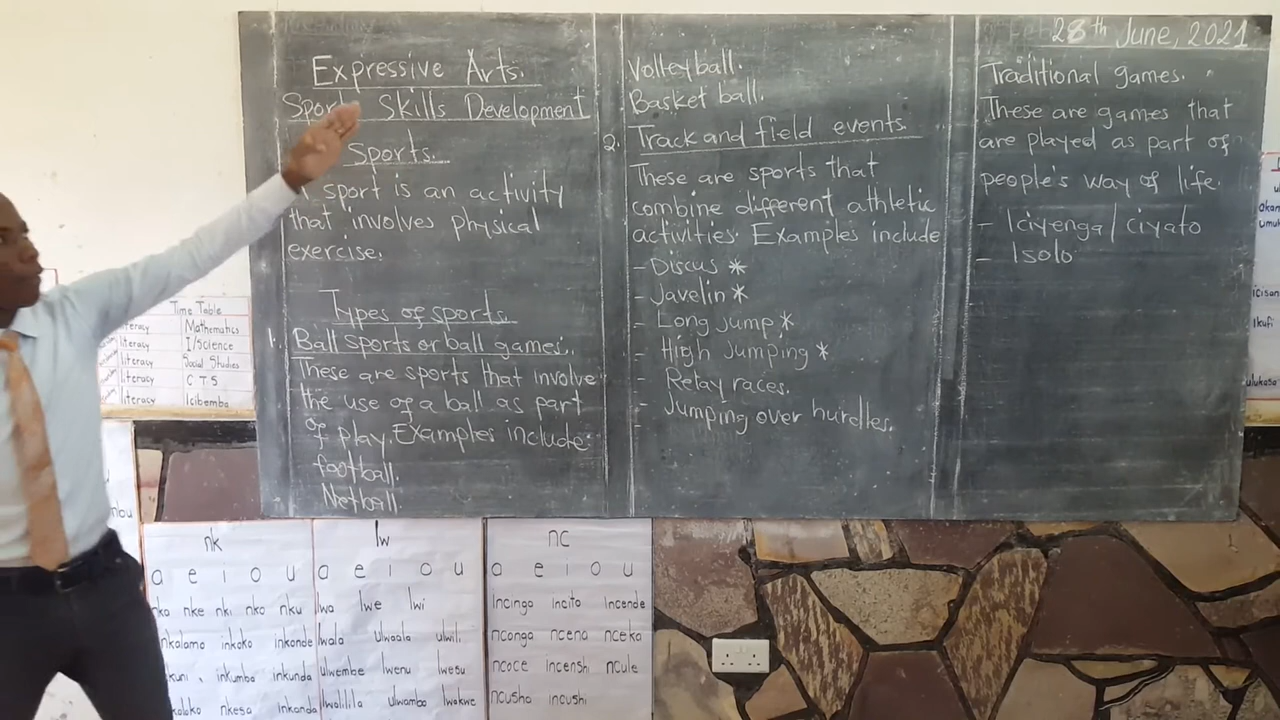 Expressive Arts.
Sports Skills Development
Sports.
sport is an activity
that involves physical
exercise.
Types of sports.
1. Ball sports or ball games.
These are sports that involve
the use of a ball as part
of play. Examples include:
football.
Netball
Volleyball.
Basket ball.
2. Track and field events.
These are sports that
combine different athletic
activities. Examples include
- Discus *
- Javelin *
- Long jump *
- High Jumping *
- Relay races.
- Jumping over hurdles.
28th June, 2021
Traditional games.
These are games that
are played as part of
people's way of life.
- Iciyenga / ciyato
- Isolo
Time Table
literacy Mathematics
literacy I/Science
literacy Social Studies
literacy C T S
literacy Icibemba
nk
a e i o u
nka nke nki nko nku
nkalamo inkoko inkonde
inkumba inkunda
nkesa inkonda
lw
a e i o u
lwa lwe lwi
lwala ulwaala ulwili
ulwembe lwenu lwesu
lwalilila ulwambo lwakwe
nc
a e i o u
incinga incito incende
nconga ncena nceka
ncoce incenshi ncule
ncusha incushi
icisan
ikufi
ulukasa